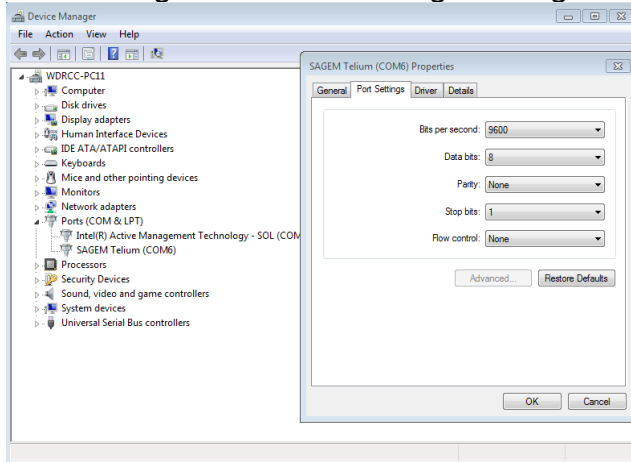 Device Manager
File Action View Help
WDRCC-PC11
Computer
Disk drives
Display adapters
Human Interface Devices
IDE ATA/ATAPI controllers
Keyboards
Mice and other pointing devices
Monitors
Network adapters
Ports (COM & LPT)
Intel(R) Active Management Technology - SOL (COM
SAGEM Telium (COM6)
Processors
Security Devices
Sound, video and game controllers
System devices
Universal Serial Bus controllers
SAGEM Telium (COM6) Properties
General Port Settings Driver Details
Bits per second: 9600
Data bits: 8
Parity: None
Stop bits: 1
Flow control: None
Advanced... Restore Defaults
OK Cancel